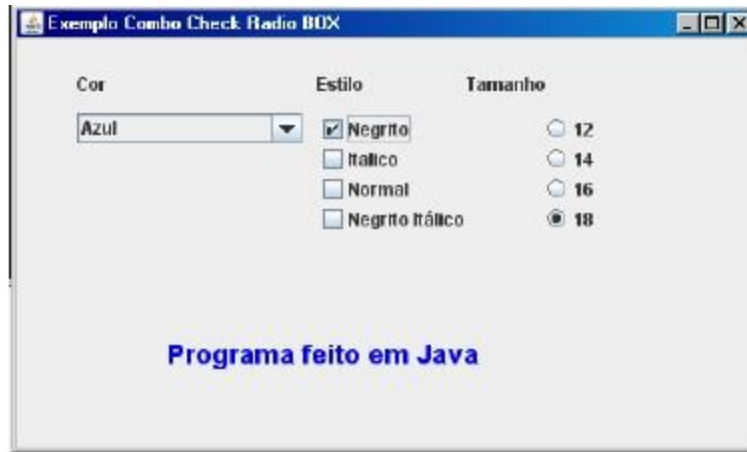 Exemplo Combo Check Radio BOX
Cor Estilo Tamanho
Azul Negrito 12
Italico 14
Normal 16
Negrito Itálico 18
Programa feito em Java